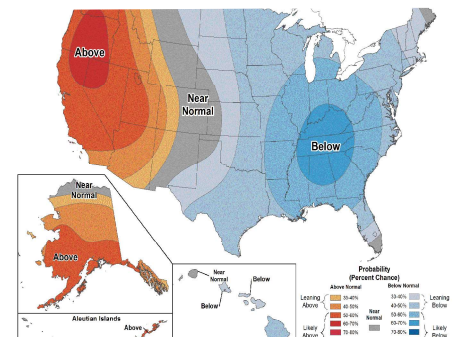 Above
Near
Normal
Below
Near
Normal
Above
Aleutian Islands
Above
Near
Normal
Below
Below
Probability
(Percent Chance)
Above Normal
Below Normal
Leaning
Above
30-40%
40-50%
50-60%
60-70%
70-80%
Likely
Above
Near
Normal
30-40%
40-50%
50-60%
60-70%
70-80%
Leaning
Below
Likely
Below